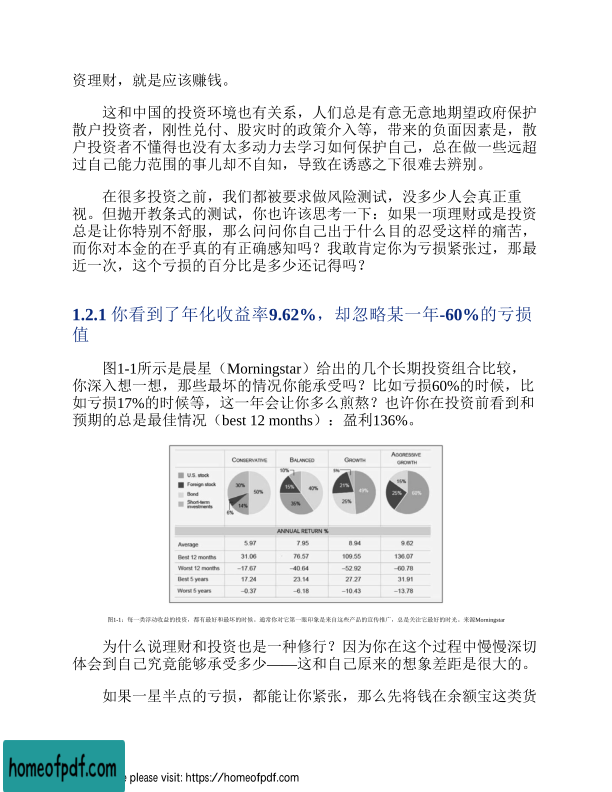 资理财，就是应该赚钱。
这和中国的投资环境也有关系，人们总是有意无意地期望政府保护
散户投资者，刚性兑付、股灾时的政策介入等，带来的负面因素是，散
户投资者不懂得也没有太多动力去学习如何保护自己，总在做一些远超
过自己能力范围的事儿却不自知，导致在诱惑之下很难去辨别。
在很多投资之前，我们都被要求做风险测试，没多少人会真正重
视。但抛开教条式的测试，你也许该思考一下：如果一项理财或是投资
总是让你特别不舒服，那么问问你自己出于什么目的忍受这样的痛苦，
而你对本金的在乎真的有正确感知吗？我敢肯定你为亏损紧张过，那最
近一次，这个亏损的百分比是多少还记得吗？
1.2.1 你看到了年化收益率9.62%，却忽略某一年-60%的亏损
值
图1-1所示是晨星（Morningstar）给出的几个长期投资组合比较，
你深入想一想，那些最坏的情况你能承受吗？比如亏损60%的时候，比
如亏损17%的时候等，这一年会让你多么煎熬？也许你在投资前看到和
预期的总是最佳情况（best 12 months）：盈利136%。
CONSERVATIVE BALANCED GROWTH AGGRESSIVE GROWTH
U.S. stock
Foreign stock
Bond
Short-term investments
30% 50% 14% 6%
10% 15% 40% 35%
5% 21% 49% 25%
15% 25% 60%
ANNUAL RETURN %
Average 5.97 7.95 8.94 9.62
Best 12 months 31.06 76.57 109.55 136.07
Worst 12 months –17.67 –40.64 –52.92 –60.78
Best 5 years 17.24 23.14 27.27 31.91
Worst 5 years –0.37 –6.18 –10.43 –13.78
图1-1：每一类浮动收益的投资，都有最好和最坏的时候。通常你对它第一眼印象是来自这些产品的宣传推广，总是关注它最好的时光。来源Morningstar
为什么说理财和投资也是一种修行？因为你在这个过程中慢慢深切
体会到自己究竟能够承受多少——这和自己原来的想象差距是很大的。
如果一星半点的亏损，都能让你紧张，那么先将钱在余额宝这类货
homeofpdf.com
e please visit: https://homeofpdf.com